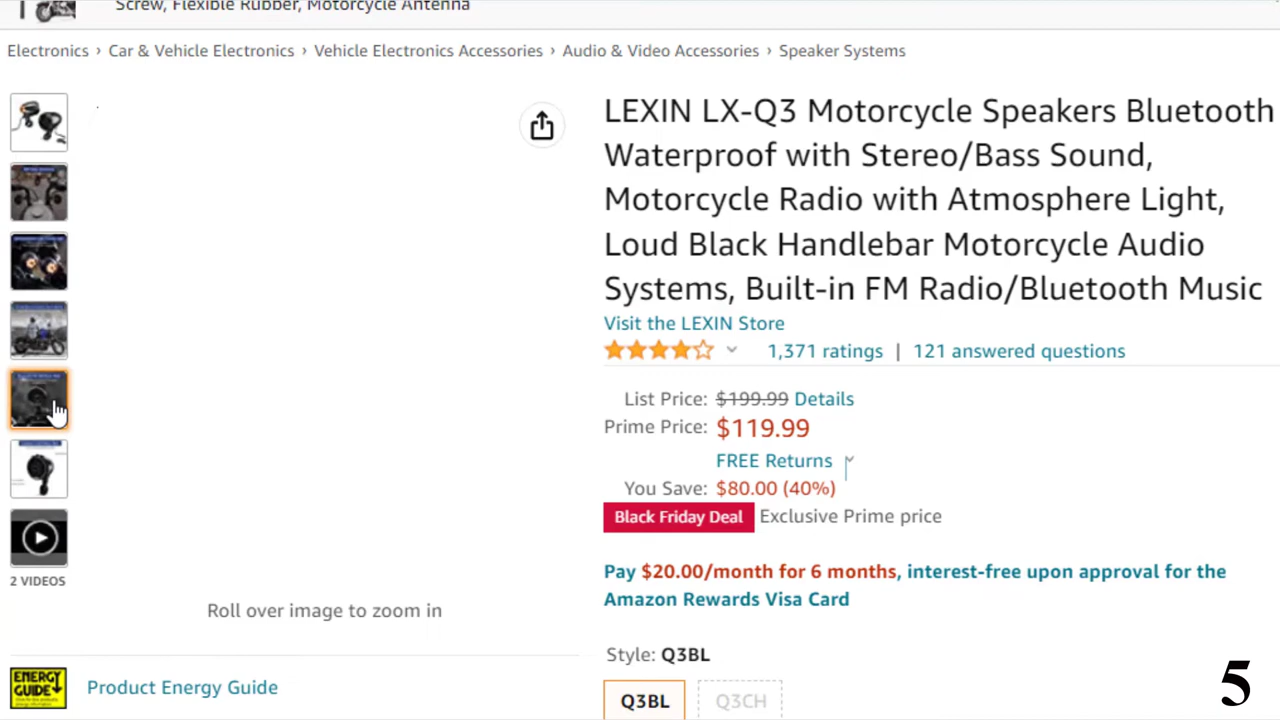 Screw, Flexible Rubber, Motorcycle Antenna
Electronics › Car & Vehicle Electronics › Vehicle Electronics Accessories › Audio & Video Accessories › Speaker Systems
LEXIN LX-Q3 Motorcycle Speakers Bluetooth
Waterproof with Stereo/Bass Sound,
Motorcycle Radio with Atmosphere Light,
Loud Black Handlebar Motorcycle Audio
Systems, Built-in FM Radio/Bluetooth Music
Visit the LEXIN Store
1,371 ratings | 121 answered questions
List Price: $199.99 Details
Prime Price: $119.99
FREE Returns
You Save: $80.00 (40%)
Black Friday Deal Exclusive Prime price
Pay $20.00/month for 6 months, interest-free upon approval for the
Amazon Rewards Visa Card
Style: Q3BL
Q3BL Q3CH
2 VIDEOS
Roll over image to zoom in
ENERGY
GUIDE
Product Energy Guide
5